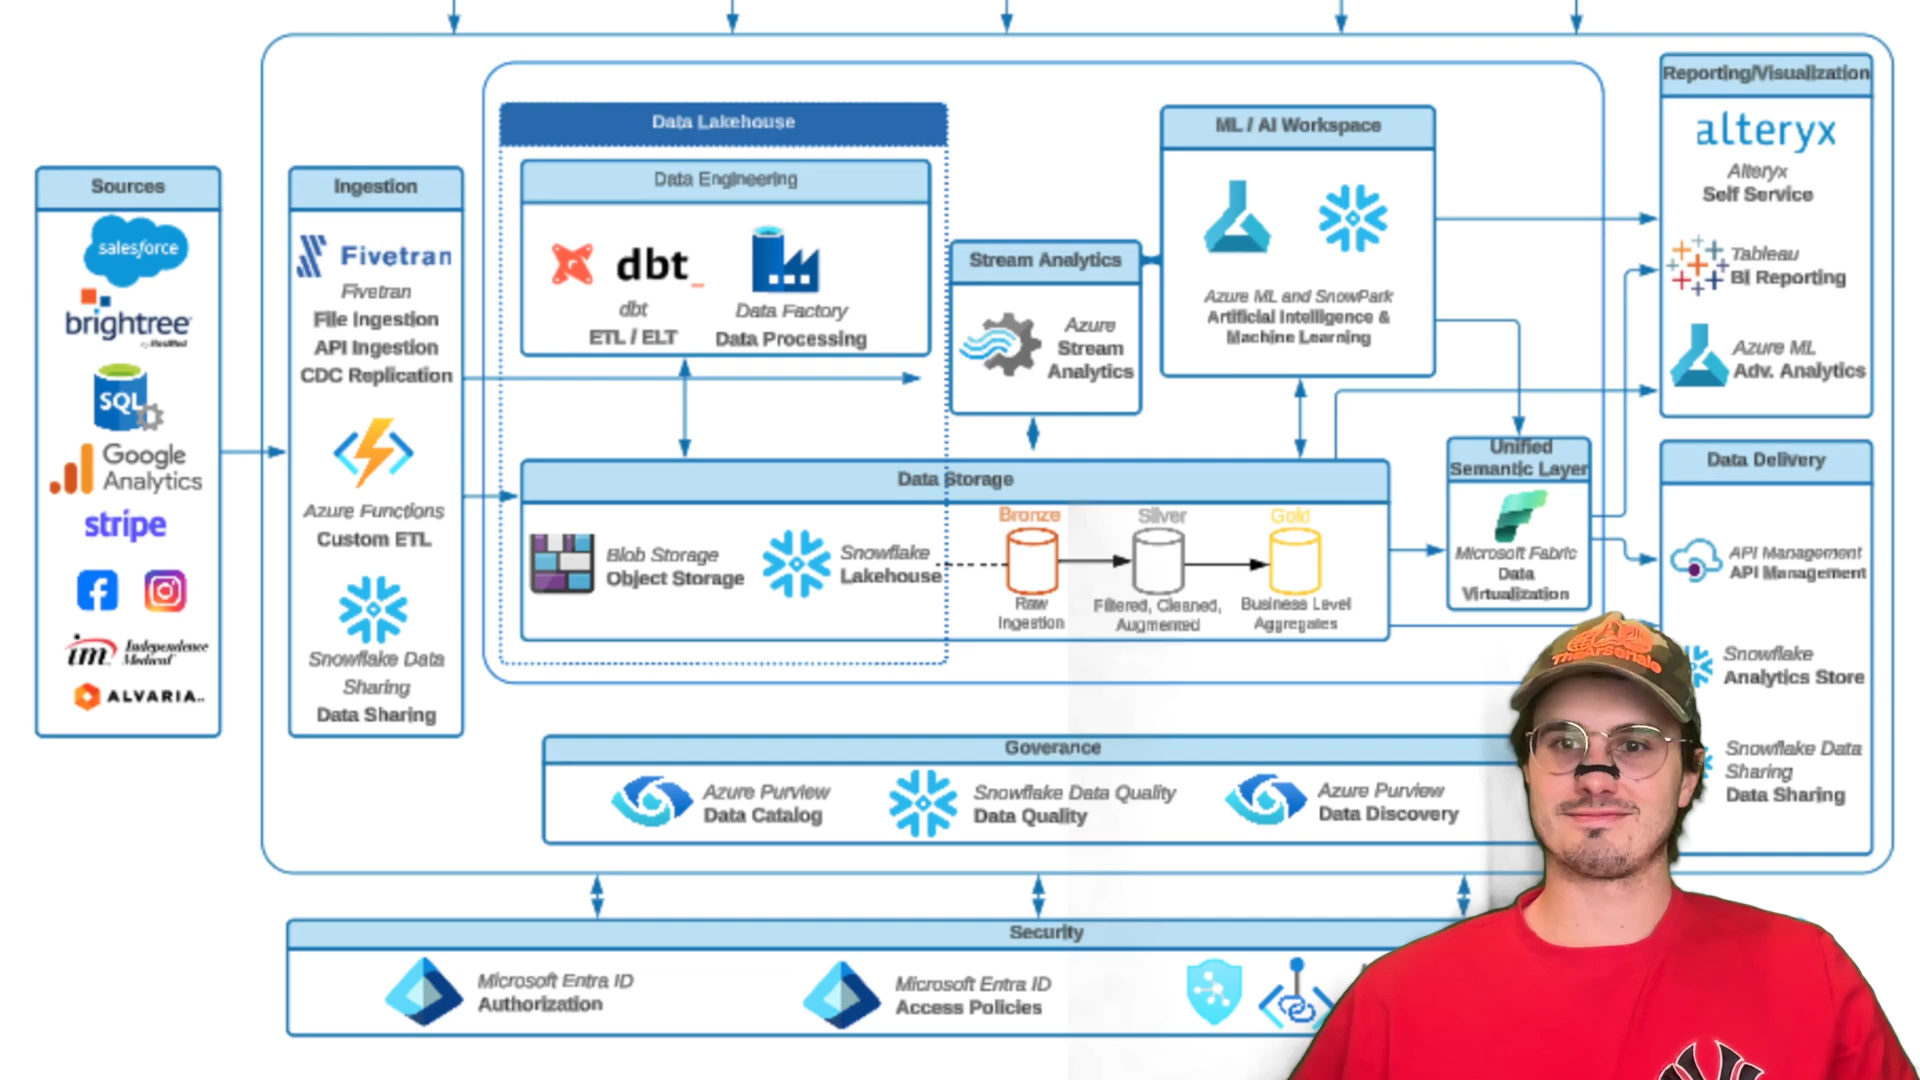 Sources
salesforce
brightree
SQL
Google
Analytics
stripe
im
Independence
Medical
ALVARIA
Ingestion
Fivetran
Fivetran
File Ingestion
API Ingestion
CDC Replication
Azure Functions
Custom ETL
Snowflake Data
Sharing
Data Sharing
Data Lakehouse
Data Engineering
dbt
dbt
ETL / ELT
Data Factory
Data Processing
Stream Analytics
Azure
Stream
Analytics
ML / AI Workspace
Azure ML and SnowPark
Artificial Intelligence &
Machine Learning
Data Storage
Blob Storage
Object Storage
Snowflake
Lakehouse
Bronze
Raw
Ingestion
Silver
Filtered, Cleaned,
Augmented
Gold
Business Level
Aggregates
Unified
Semantic Layer
Microsoft Fabric
Data
Virtualization
Reporting/Visualization
alteryx
Alteryx
Self Service
Tableau
BI Reporting
Azure ML
Adv. Analytics
Data Delivery
API Management
API Management
Snowflake
Analytics Store
Snowflake Data
Sharing
Data Sharing
Goverance
Azure Purview
Data Catalog
Snowflake Data Quality
Data Quality
Azure Purview
Data Discovery
Security
Microsoft Entra ID
Authorization
Microsoft Entra ID
Access Policies
The Arsenale